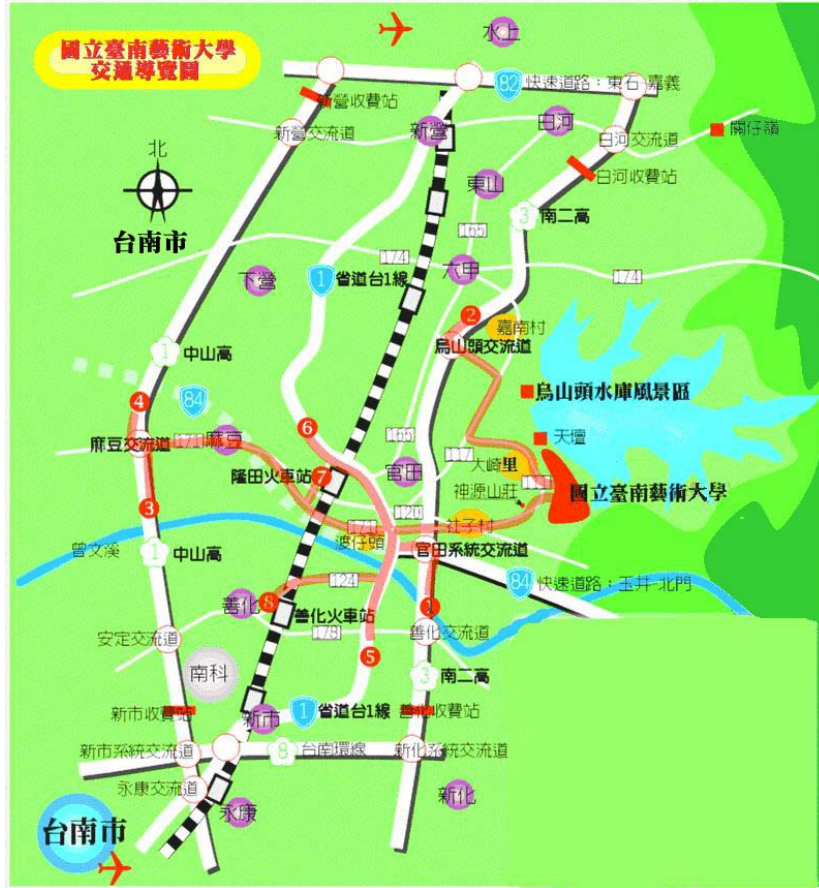 國立臺南藝術大學
交通導覽圖
水上
82 快速道路：東石 嘉義
新營收費站
新營交流道
新營
白河
白河交流道
關仔嶺
北
東山
白河收費站
台南市
165
3 南二高
174
六甲
174
下營
1 省道台1線
2
嘉南村
烏山頭交流道
1 中山高
84
4
烏山頭水庫風景區
6
麻豆交流道
171
麻豆
165
117
天壇
大崎里
隆田火車站
7
官田
117
國立臺南藝術大學
神源山莊
3
120
171
社子村
曾文溪
1 中山高
渡仔頭
官田系統交流道
84 快速道路：玉井-北門
124
善化
8
善化火車站
1
安定交流道
178
善化交流道
5
南科
3 南二高
新市收費站
新市
1 省道台1線
善化收費站
新市系統交流道
8 台南環線
新化系統交流道
永康交流道
永康
新化
台南市